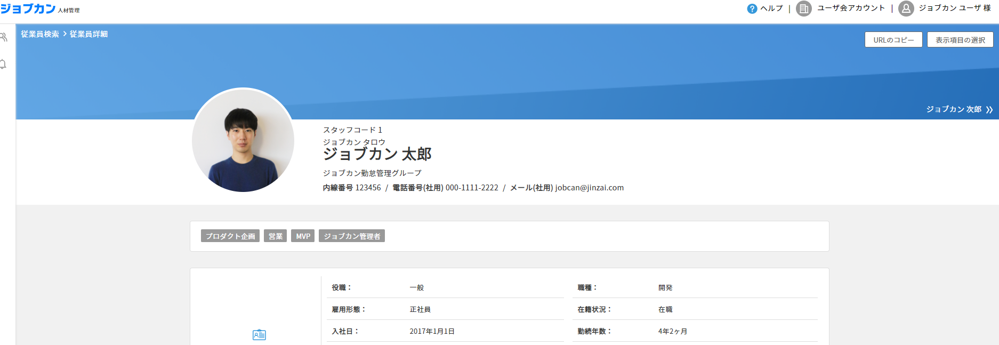 ジョブカン 人材管理
? ヘルプ | ユーザ会アカウント | ジョブカン ユーザ 様
従業員検索 > 従業員詳細
URLのコピー 表示項目の選択
ジョブカン 次郎
スタッフコード 1
ジョブカン タロウ
ジョブカン 太郎
ジョブカン勤怠管理グループ
内線番号 123456 / 電話番号(社用) 000-1111-2222 / メール(社用) jobcan@jinzai.com
プロダクト企画 営業 MVP ジョブカン管理者
役職： 一般 職種： 開発
雇用形態： 正社員 在籍状況： 在職
入社日： 2017年1月1日 勤続年数： 4年2ヶ月